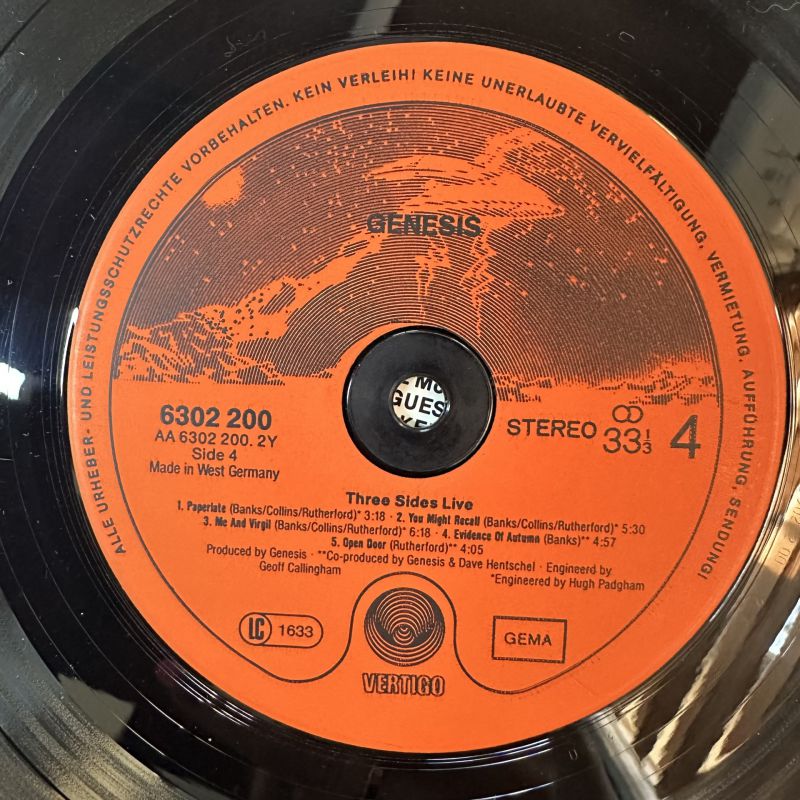 ALLE URHEBER- UND LEISTUNGSSCHUTZRECHTE VORBEHALTEN. KEIN VERLEIH! KEINE UNERLAUBTE VERVIELFÄLTIGUNG, VERMIETUNG, AUFFÜHRUNG, SENDUNG!
GENESIS
6302 200
AA 6302 200. 2Y
Side 4
Made in West Germany
STEREO 33⅓ 4
GUES
Three Sides Live
1. Paperlate (Banks/Collins/Rutherford)* 3:18 · 2. You Might Recall (Banks/Collins/Rutherford)* 5:30
3. Me And Virgil (Banks/Collins/Rutherford)* 6:18 · 4. Evidence Of Autumn (Banks)** 4:57
5. Open Door (Rutherford)** 4:05
Produced by Genesis · **Co-produced by Genesis & Dave Hentschel · Engineerd by
Geoff Callingham
*Engineered by Hugh Padgham
LC 1633
GEMA
VERTIGO